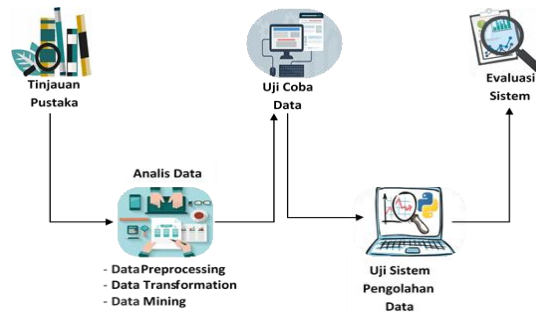 Tinjauan
Pustaka
Analis Data
- DataPreprocessing
- Data Transformation
- Data Mining
Uji Coba
Data
Uji Sistem
Pengolahan
Data
Evaluasi
Sistem